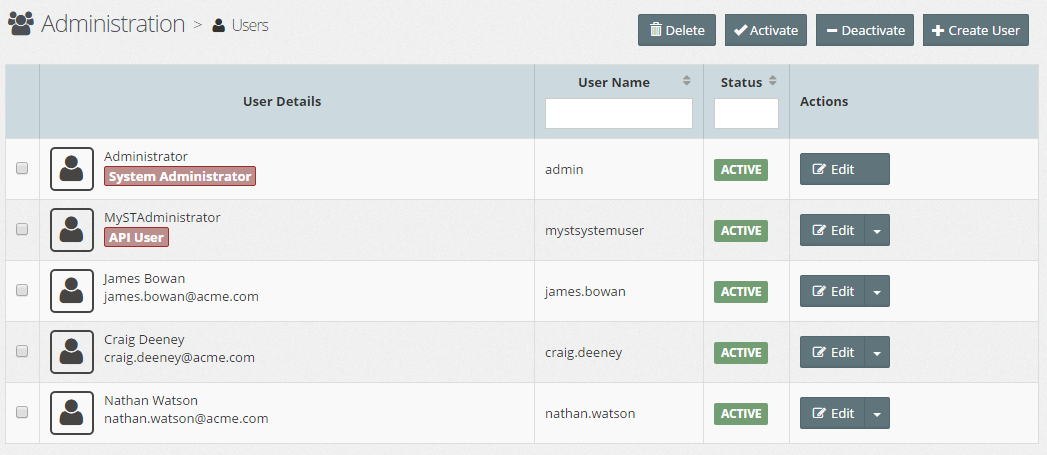 Administration > Users
Delete
Activate
Deactivate
Create User
User Details
User Name
Status
Actions
Administrator
System Administrator
admin
ACTIVE
Edit
MySTAdministrator
API User
mystsystemuser
ACTIVE
Edit
James Bowan
james.bowan@acme.com
james.bowan
ACTIVE
Edit
Craig Deeney
craig.deeney@acme.com
craig.deeney
ACTIVE
Edit
Nathan Watson
nathan.watson@acme.com
nathan.watson
ACTIVE
Edit